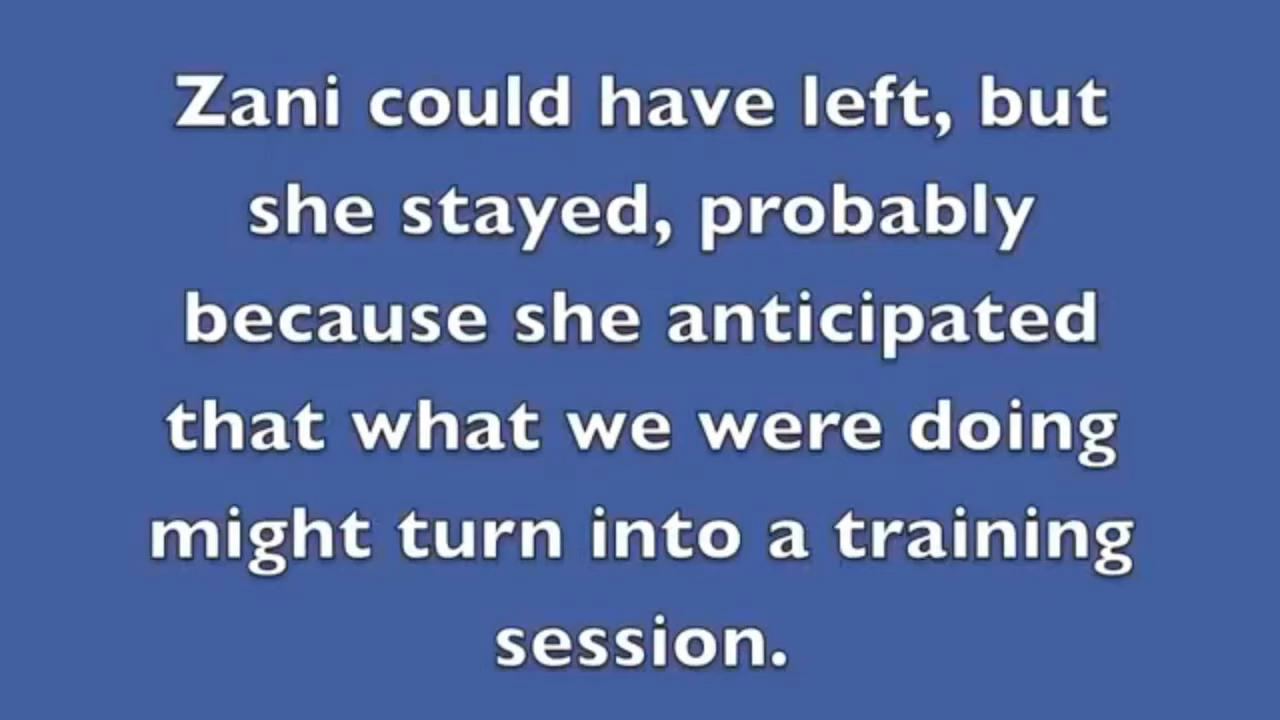 Zani could have left, but
she stayed, probably
because she anticipated
that what we were doing
might turn into a training
session.